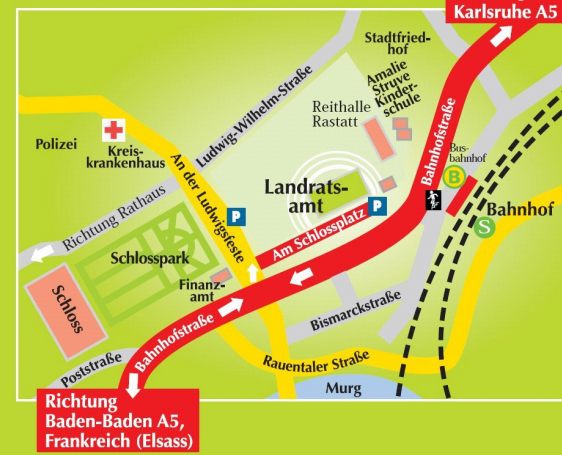 Karlsruhe A5
Stadtfried-
hof
Amalie
Struve
Kinder-
schule
Reithalle
Rastatt
Ludwig-Wilhelm-Straße
Bahnhofstraße
Bus-
bahnhof
B
Polizei
Kreis-
krankenhaus
An der Ludwigsfeste
Landrats-
amt
P
P
Am Schlossplatz
Bahnhof
S
Richtung Rathaus
Schlosspark
Finanz-
amt
Schloss
Bismarckstraße
Bahnhofstraße
Poststraße
Rauentaler Straße
Murg
Richtung
Baden-Baden A5,
Frankreich (Elsass)